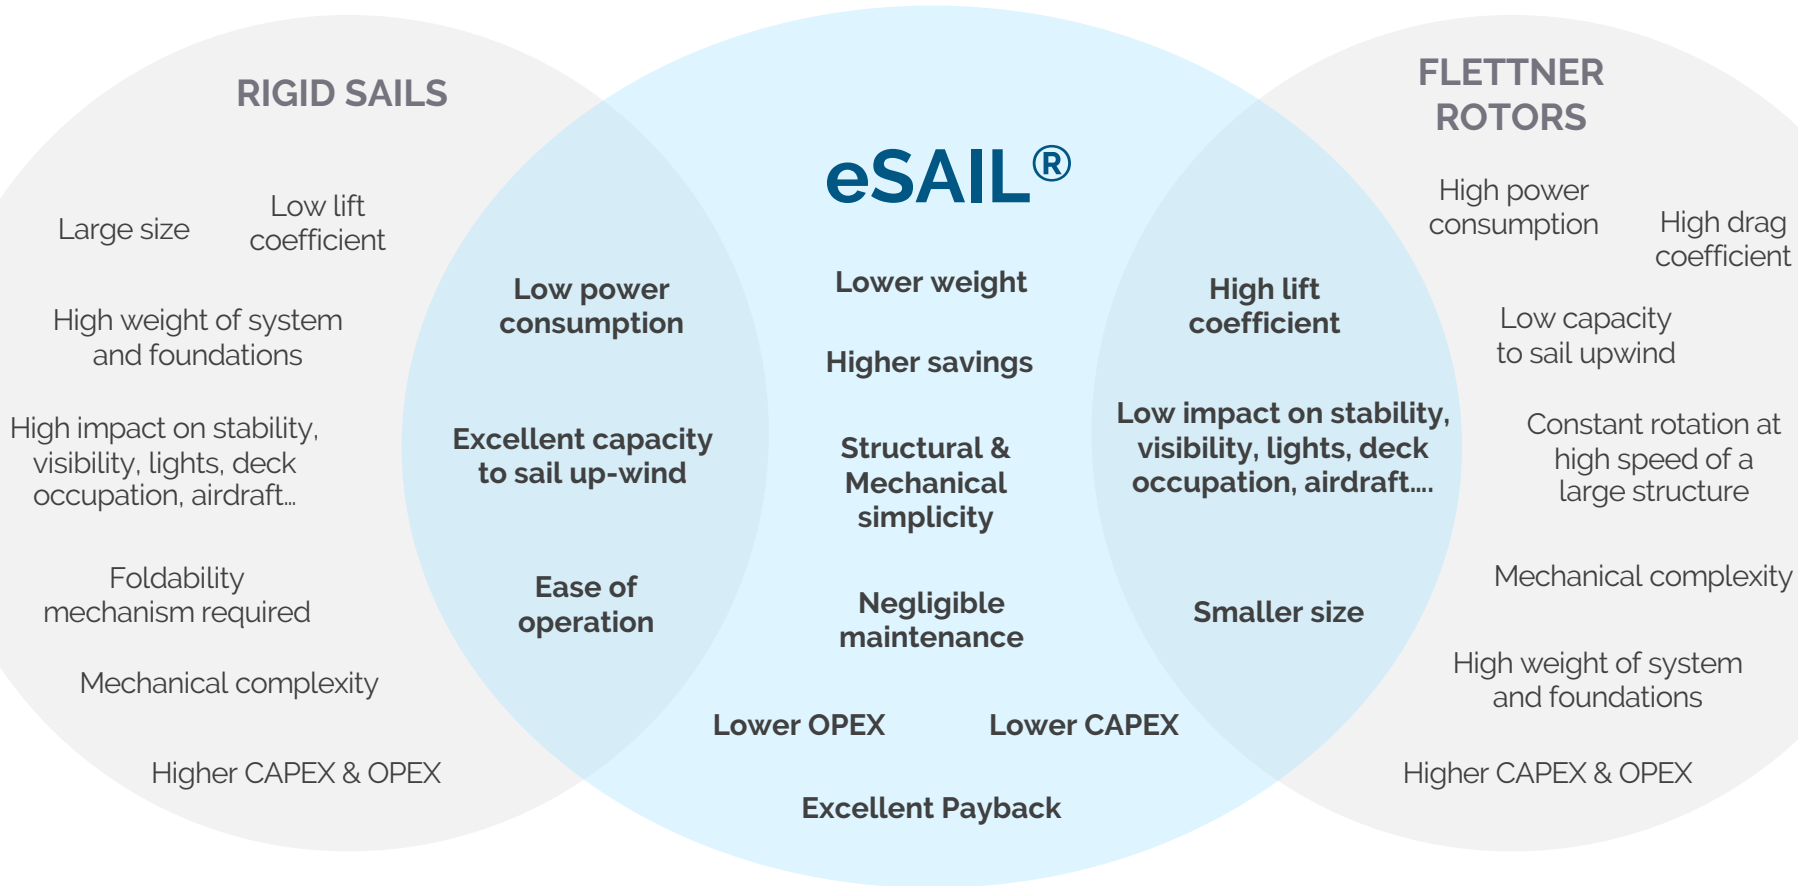 RIGID SAILS
Large size
Low lift
coefficient
High weight of system
and foundations
High impact on stability,
visibility, lights, deck
occupation, airdraft…
Foldability
mechanism required
Mechanical complexity
Higher CAPEX & OPEX
Low power
consumption
Excellent capacity
to sail up-wind
Ease of
operation
eSAIL®
Lower weight
Higher savings
Structural &
Mechanical
simplicity
Negligible
maintenance
Lower OPEX
Lower CAPEX
Excellent Payback
High lift
coefficient
Low impact on stability,
visibility, lights, deck
occupation, airdraft….
Smaller size
FLETTNER
ROTORS
High power
consumption
High drag
coefficient
Low capacity
to sail upwind
Constant rotation at
high speed of a
large structure
Mechanical complexity
High weight of system
and foundations
Higher CAPEX & OPEX